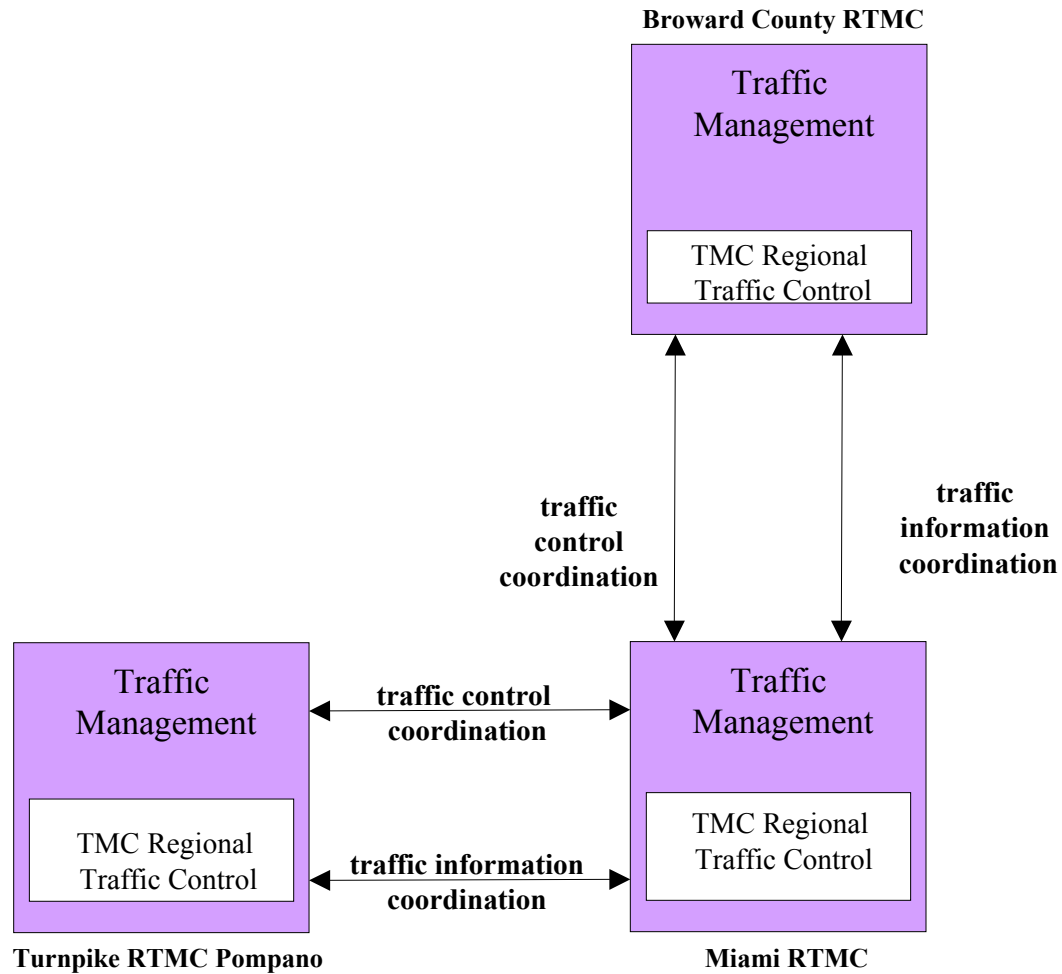 Broward County RTMC
Traffic
Management
TMC Regional
Traffic Control
traffic
control
coordination
traffic
information
coordination
Traffic
Management
TMC Regional
Traffic Control
Turnpike RTMC Pompano
traffic control
coordination
traffic information
coordination
Traffic
Management
TMC Regional
Traffic Control
Miami RTMC